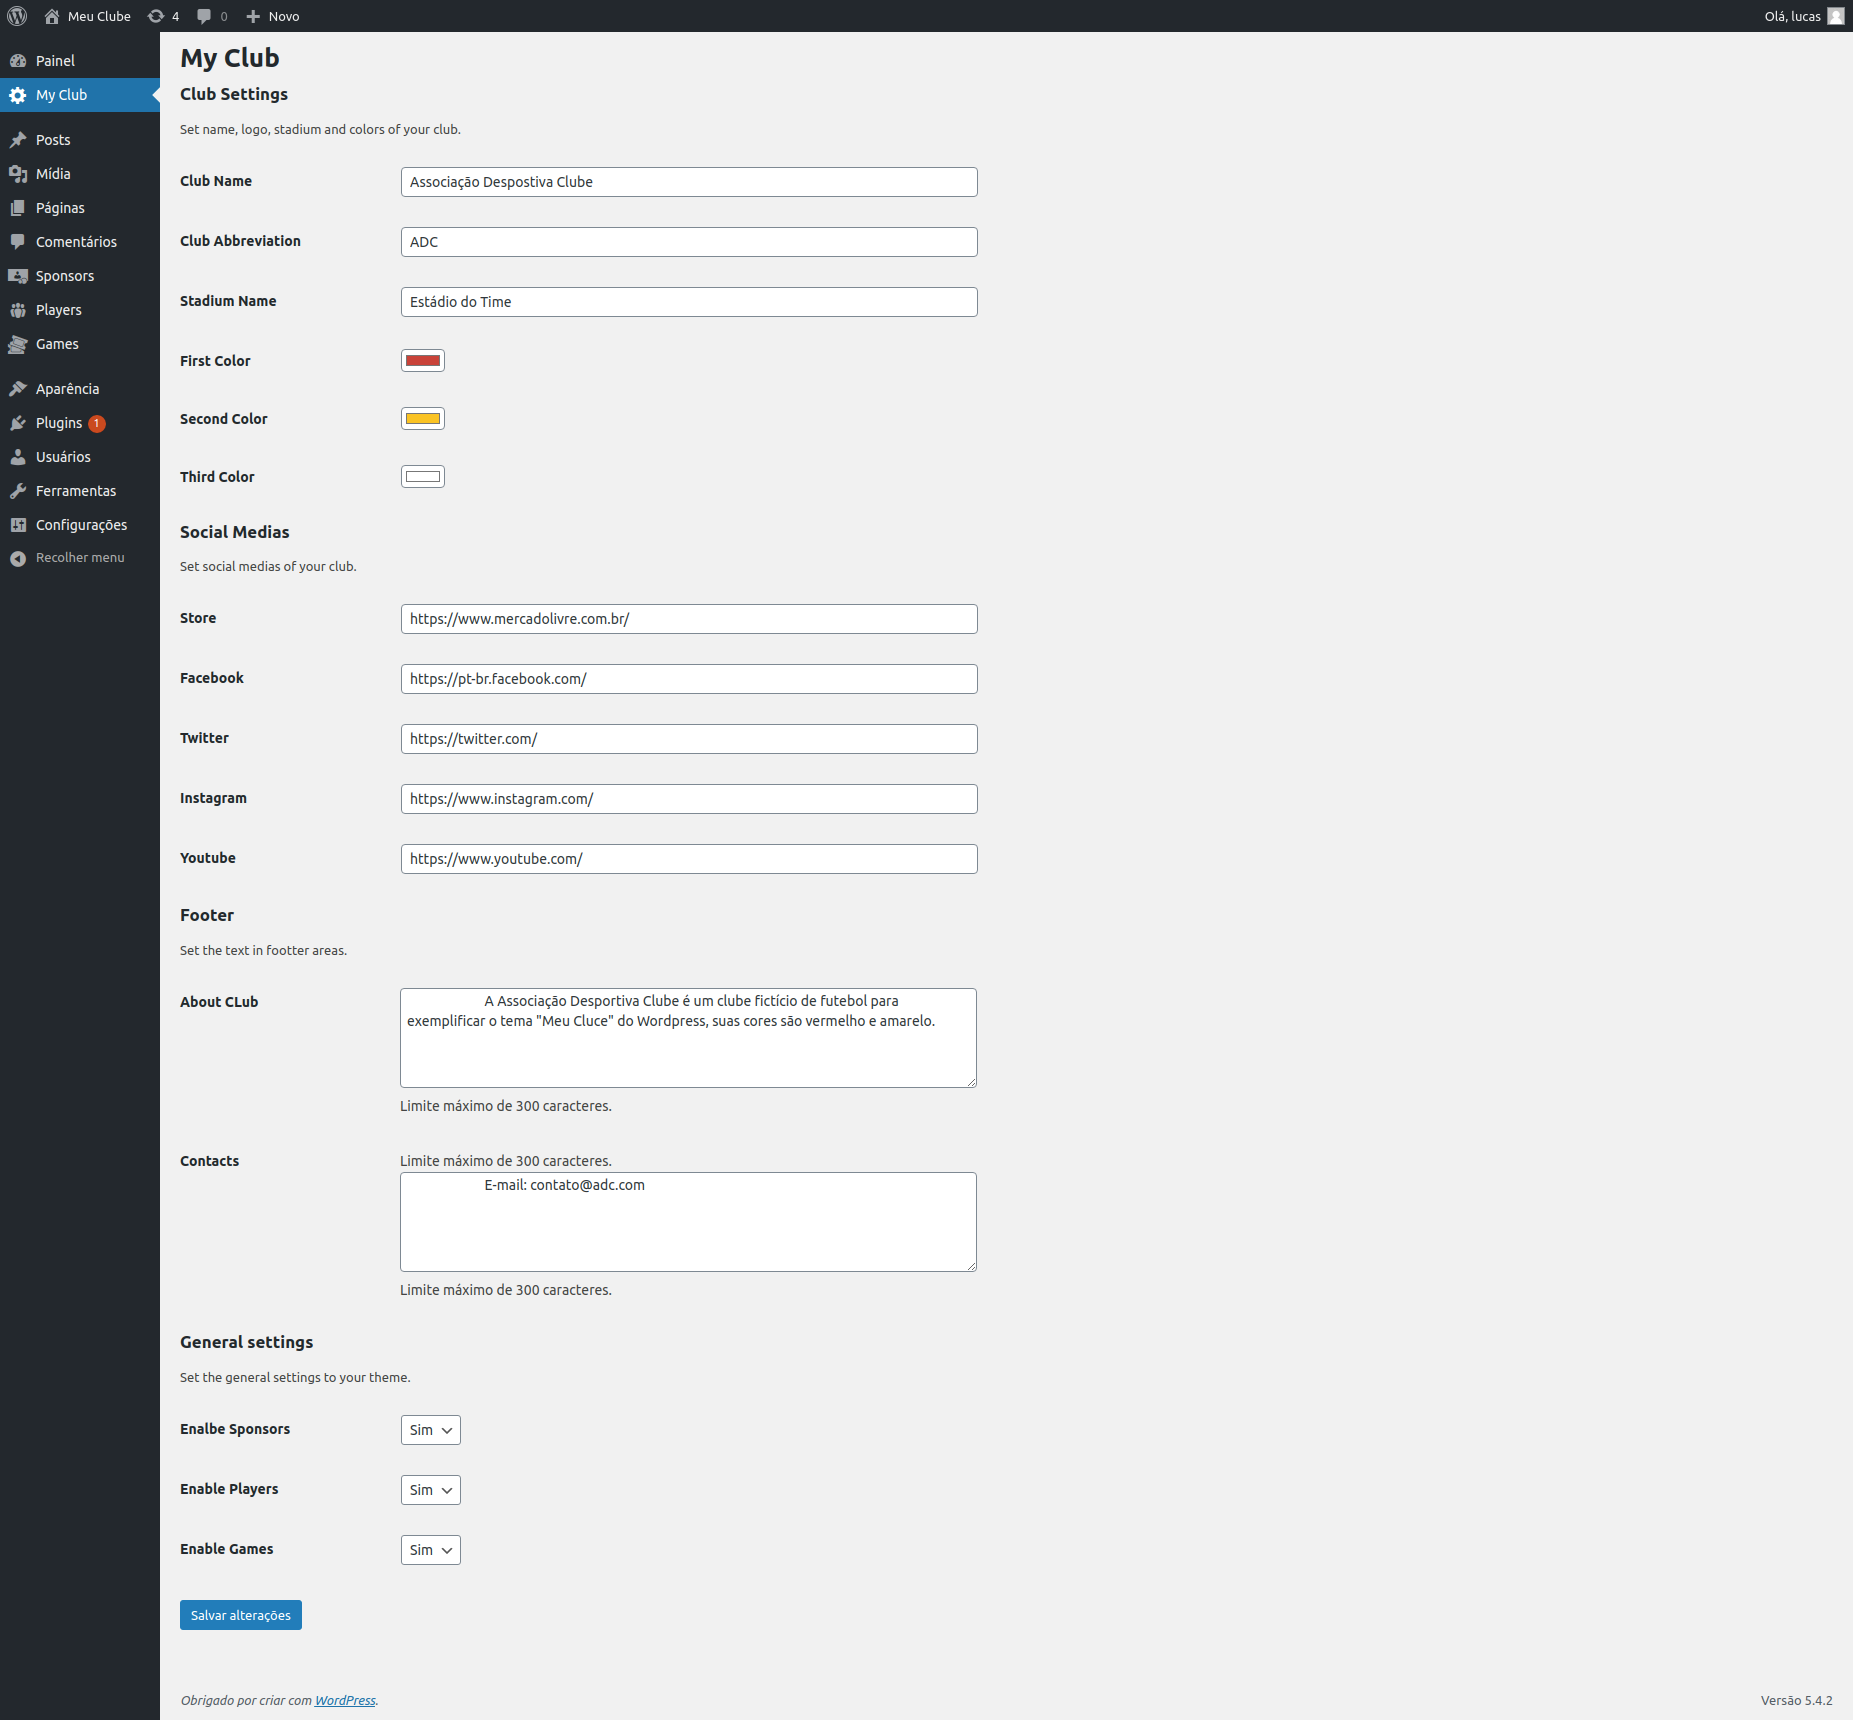 Meu Clube 4 0 Novo Olá, lucas
Painel
My Club
Posts
Mídia
Páginas
Comentários
Sponsors
Players
Games
Aparência
Plugins 1
Usuários
Ferramentas
Configurações
Recolher menu
My Club
Club Settings
Set name, logo, stadium and colors of your club.
Club Name Associação Despostiva Clube
Club Abbreviation ADC
Stadium Name Estádio do Time
First Color
Second Color
Third Color
Social Medias
Set social medias of your club.
Store https://www.mercadolivre.com.br/
Facebook https://pt-br.facebook.com/
Twitter https://twitter.com/
Instagram https://www.instagram.com/
Youtube https://www.youtube.com/
Footer
Set the text in footter areas.
About CLub A Associação Desportiva Clube é um clube fictício de futebol para
exemplificar o tema "Meu Cluce" do Wordpress, suas cores são vermelho e amarelo.
Limite máximo de 300 caracteres.
Contacts Limite máximo de 300 caracteres.
E-mail: contato@adc.com
Limite máximo de 300 caracteres.
General settings
Set the general settings to your theme.
Enalbe Sponsors Sim
Enable Players Sim
Enable Games Sim
Salvar alterações
Obrigado por criar com WordPress. Versão 5.4.2